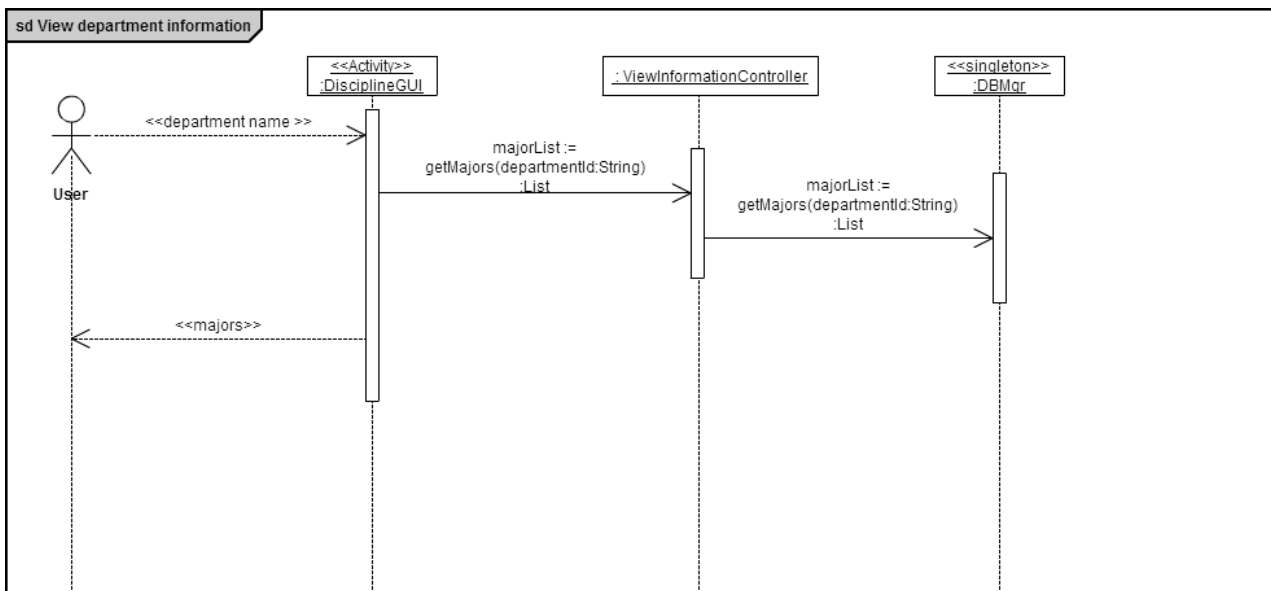 sd View department information
<<Activity>>
:DisciplineGUI
: ViewInformationController
<<singleton>>
:DBMgr
<<department name >>
User
majorList :=
getMajors(departmentId:String)
:List
majorList :=
getMajors(departmentId:String)
:List
<<majors>>